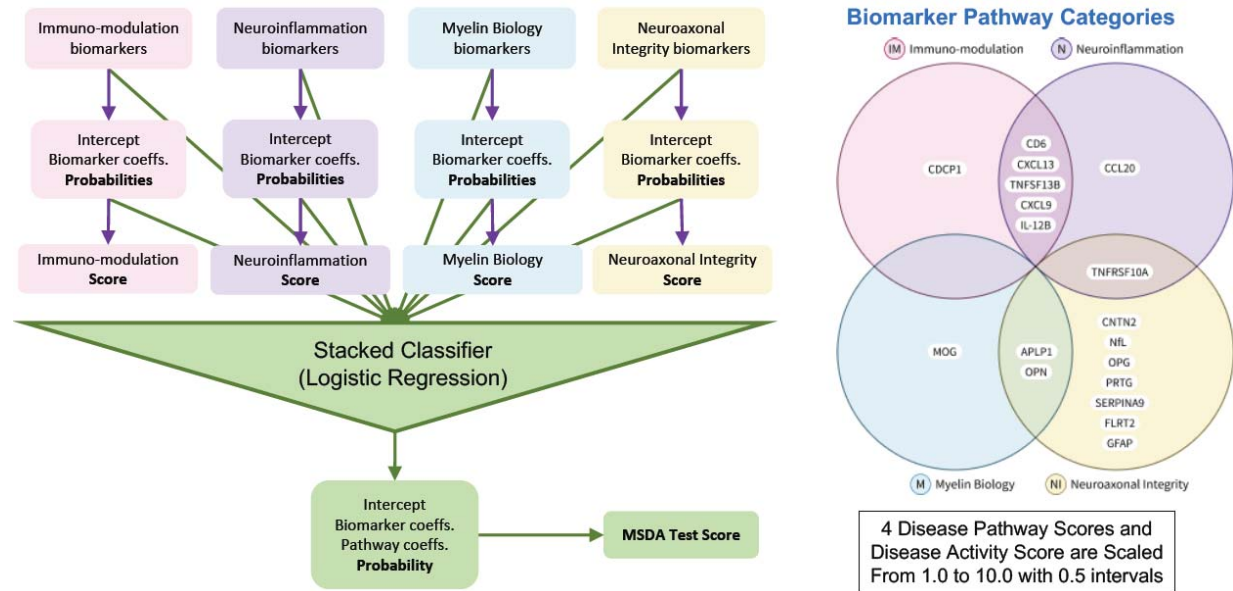 Immuno-modulation
biomarkers
Neuroinflammation
biomarkers
Myelin Biology
biomarkers
Neuroaxonal
Integrity biomarkers
Intercept
Biomarker coeffs.
Probabilities
Intercept
Biomarker coeffs.
Probabilities
Intercept
Biomarker coeffs.
Probabilities
Intercept
Biomarker coeffs.
Probabilities
Immuno-modulation
Score
Neuroinflammation
Score
Myelin Biology
Score
Neuroaxonal Integrity
Score
Stacked Classifier
(Logistic Regression)
Intercept
Biomarker coeffs.
Pathway coeffs.
Probability
MSDA Test Score
Biomarker Pathway Categories
IM Immuno-modulation
N Neuroinflammation
CDCP1
CD6
CXCL13
TNFSF13B
CXCL9
IL-12B
CCL20
TNFRSF10A
MOG
APLP1
OPN
CNTN2
NfL
OPG
PRTG
SERPINA9
FLRT2
GFAP
M Myelin Biology
NI Neuroaxonal Integrity
4 Disease Pathway Scores and
Disease Activity Score are Scaled
From 1.0 to 10.0 with 0.5 intervals